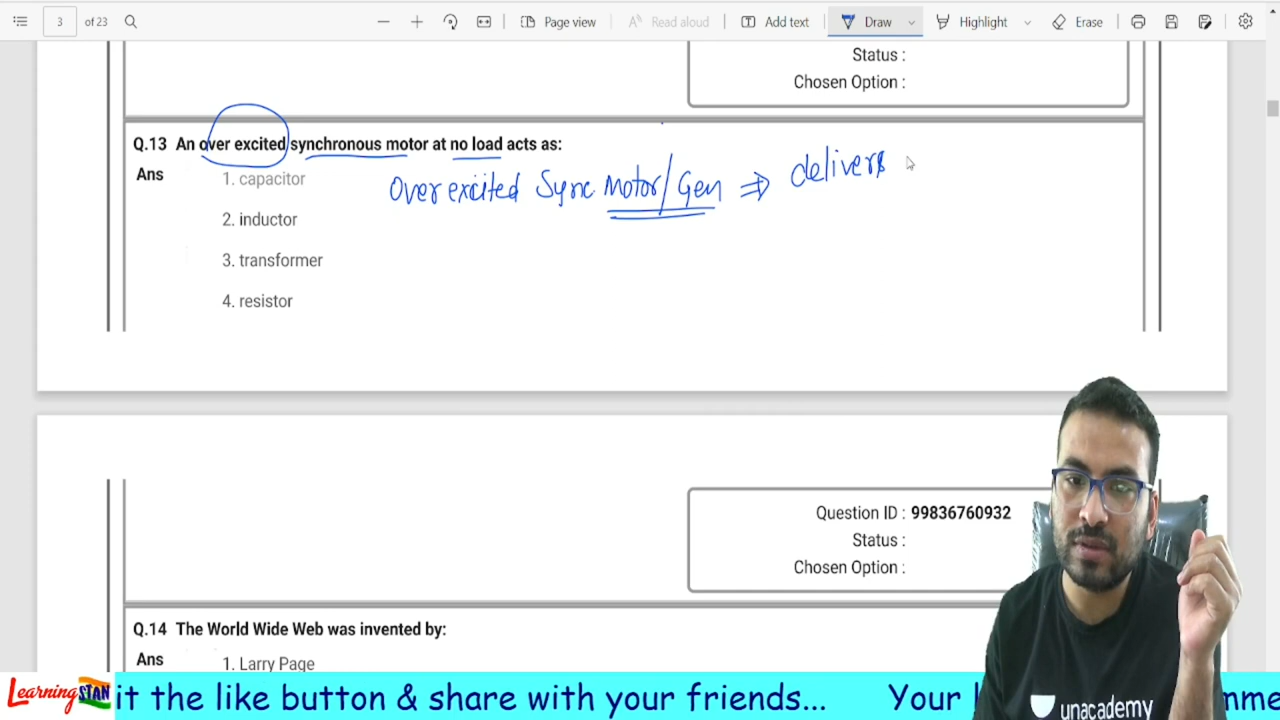 3 of 23 Page view Read aloud Add text Draw Highlight Erase
Status :
Chosen Option :
Q.13 An over excited synchronous motor at no load acts as:
Ans 1. capacitor
2. inductor
3. transformer
4. resistor
Over excited Sync Motor/Gen ⇒ delivers
Question ID : 99836760932
Status :
Chosen Option :
Q.14 The World Wide Web was invented by:
Ans 1. Larry Page
LearningSTAN it the like button & share with your friends... Your
unacademy